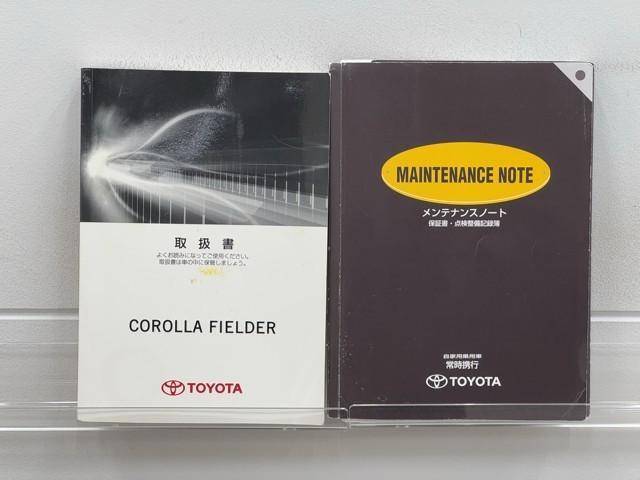 取扱書
よくお読みになってご使用ください。
取扱書は車の中に保管しましょう。
COROLLA FIELDER
TOYOTA
MAINTENANCE NOTE
メンテナンスノート
保証書・点検整備記録簿
自家用乗用車
常時携行
TOYOTA